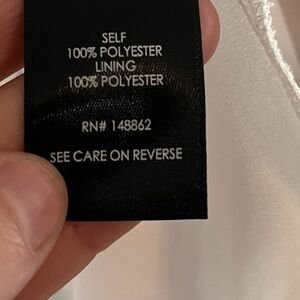 SELF
100% POLYESTER
LINING
100% POLYESTER
RN# 148862
SEE CARE ON REVERSE